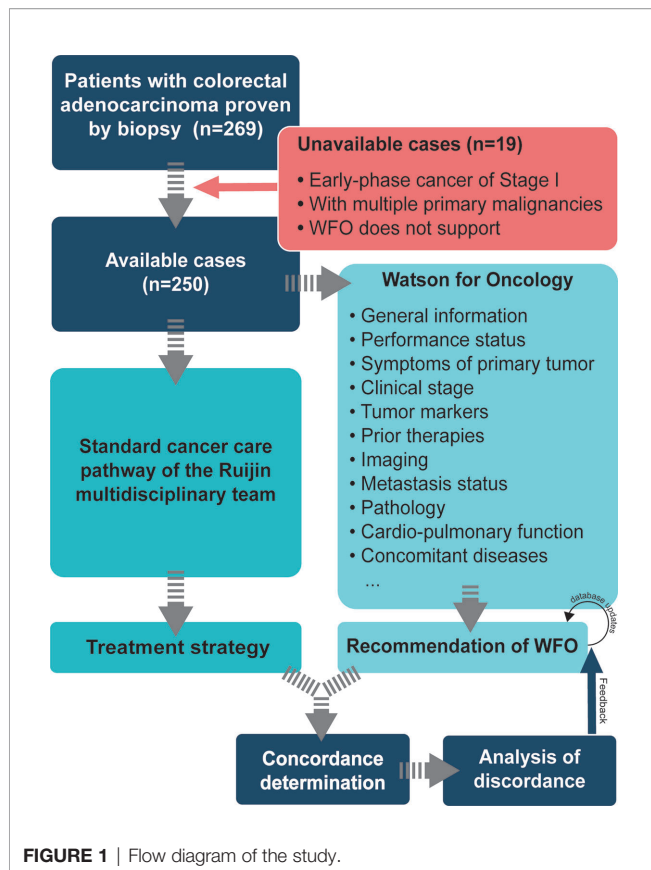 Patients with colorectal
adenocarcinoma proven
by biopsy (n=269)
Unavailable cases (n=19)
• Early-phase cancer of Stage I
• With multiple primary malignancies
• WFO does not support
Available cases
(n=250)
Watson for Oncology
• General information
• Performance status
• Symptoms of primary tumor
• Clinical stage
• Tumor markers
• Prior therapies
• Imaging
• Metastasis status
• Pathology
• Cardio-pulmonary function
• Concomitant diseases
...
Standard cancer care
pathway of the Ruijin
multidisciplinary team
Treatment strategy
Recommendation of WFO
database updates
Feedback
Concordance
determination
Analysis of
discordance
FIGURE 1 | Flow diagram of the study.